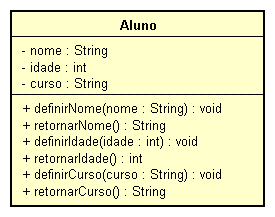 Aluno
- nome : String
- idade : int
- curso : String
+ definirNome(nome : String) : void
+ retornarNome() : String
+ definirIdade(idade : int) : void
+ retornarIdade() : int
+ definirCurso(curso : String) : void
+ retornarCurso() : String